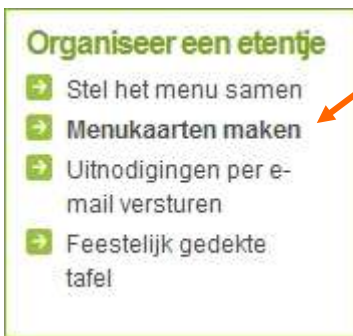 Organiseer een etentje
Stel het menu samen
Menukaarten maken
Uitnodigingen per e-
mail versturen
Feestelijk gedekte
tafel